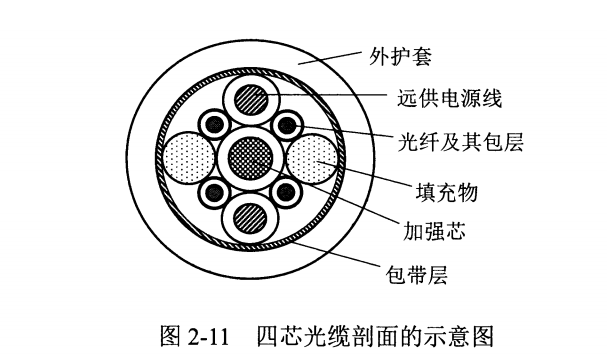 外护套
远供电源线
光纤及其包层
填充物
加强芯
包带层
图 2-11 四芯光缆剖面的示意图